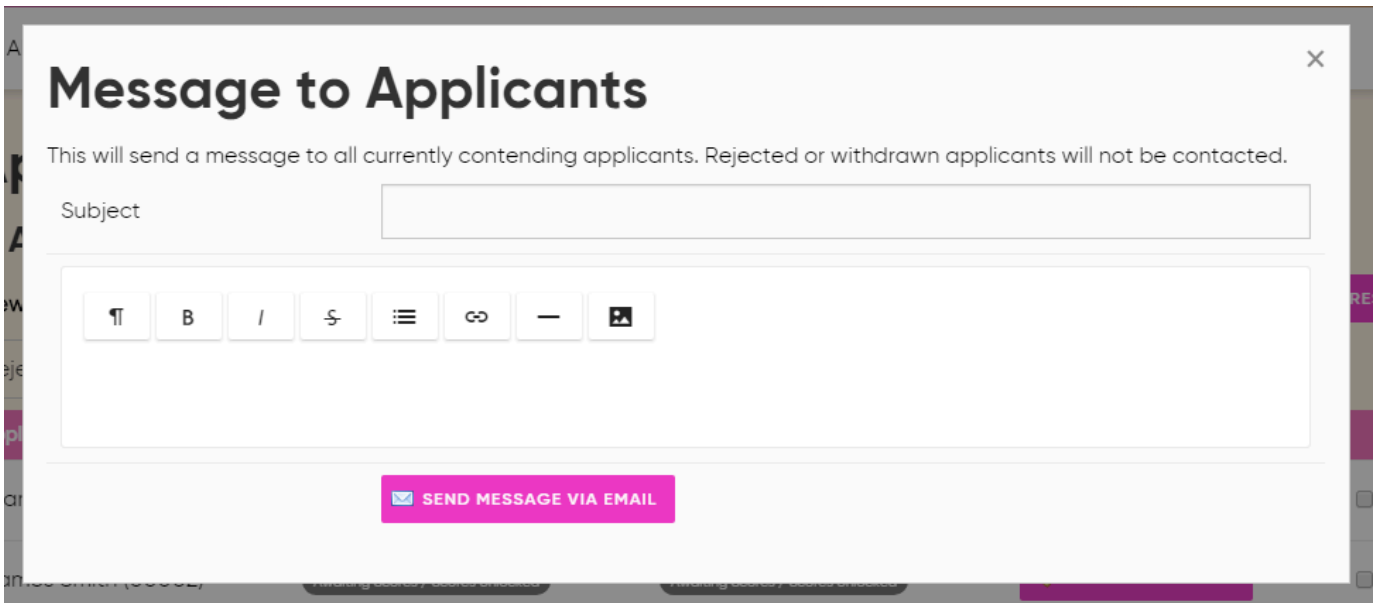 Message to Applicants
This will send a message to all currently contending applicants. Rejected or withdrawn applicants will not be contacted.
Subject
¶ B I S
SEND MESSAGE VIA EMAIL